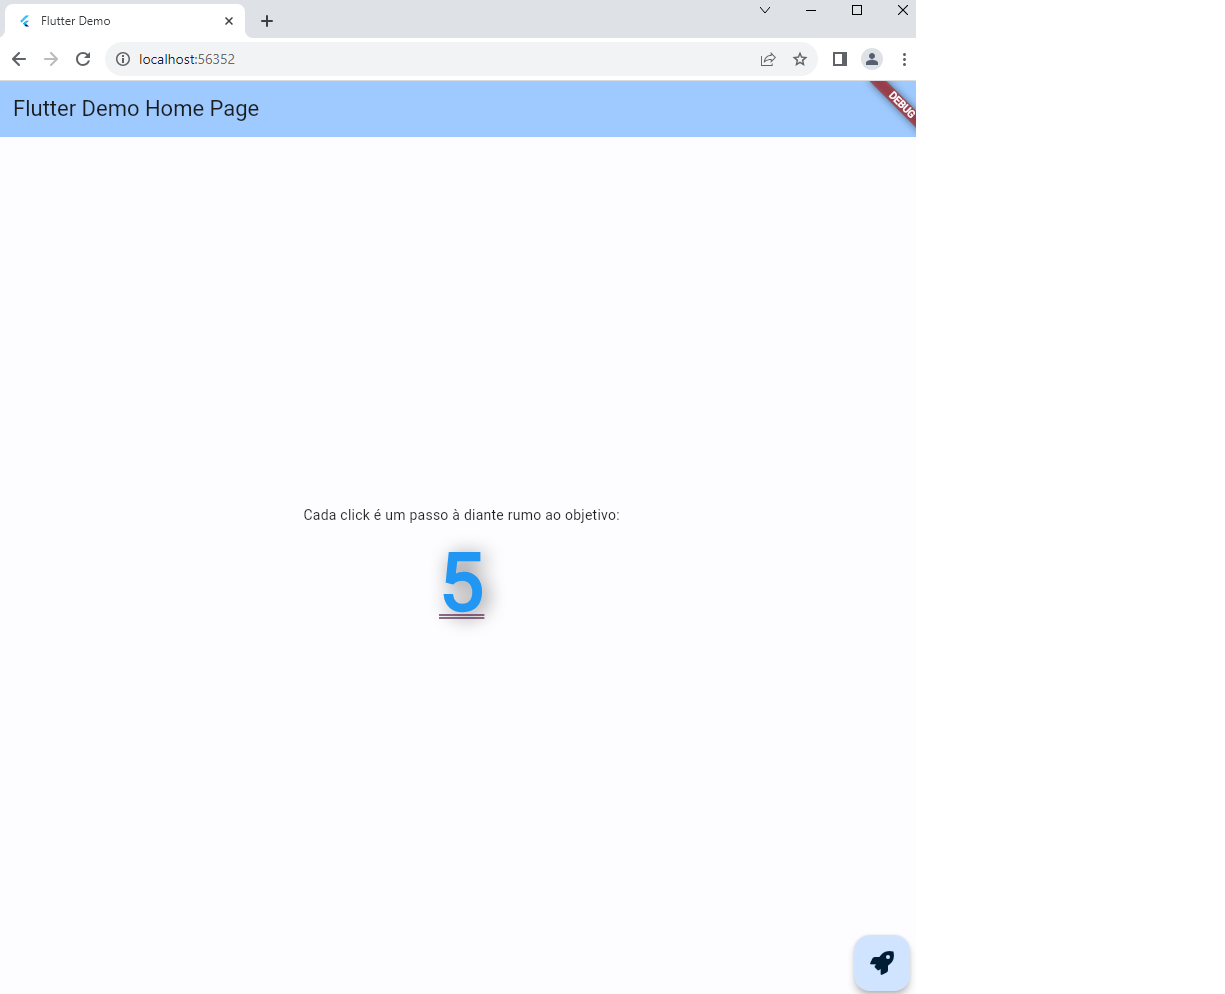 Flutter Demo
localhost:56352
Flutter Demo Home Page
DEBUG
Cada click é um passo à diante rumo ao objetivo:
5